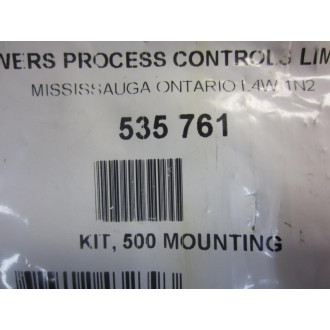 WERS PROCESS CONTROLS LIM
MISSISSAUGA ONTARIO L4W 1N2
535 761
KIT, 500 MOUNTING